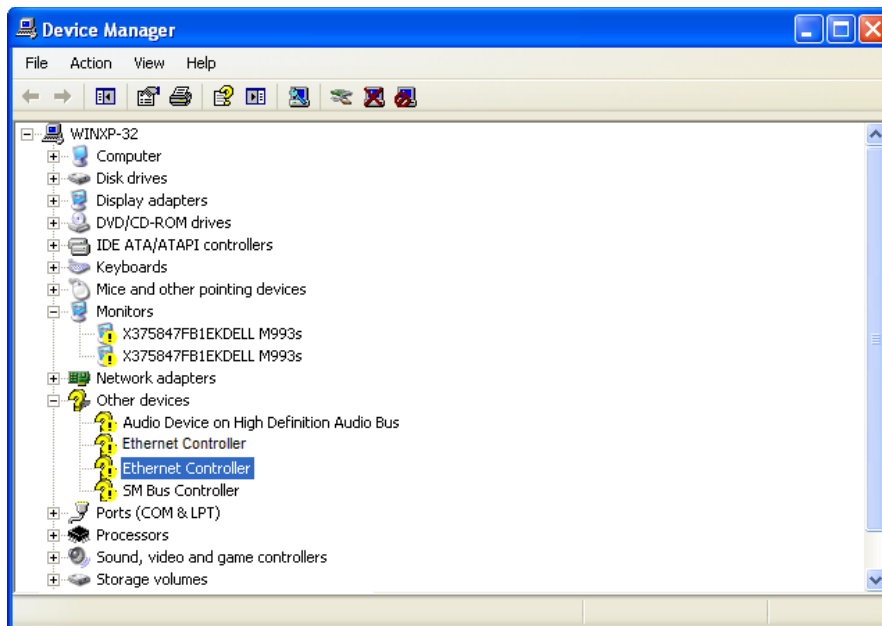 Device Manager
File Action View Help
WINXP-32
Computer
Disk drives
Display adapters
DVD/CD-ROM drives
IDE ATA/ATAPI controllers
Keyboards
Mice and other pointing devices
Monitors
X375847FB1EKDELL M993s
X375847FB1EKDELL M993s
Network adapters
Other devices
Audio Device on High Definition Audio Bus
Ethernet Controller
Ethernet Controller
SM Bus Controller
Ports (COM & LPT)
Processors
Sound, video and game controllers
Storage volumes